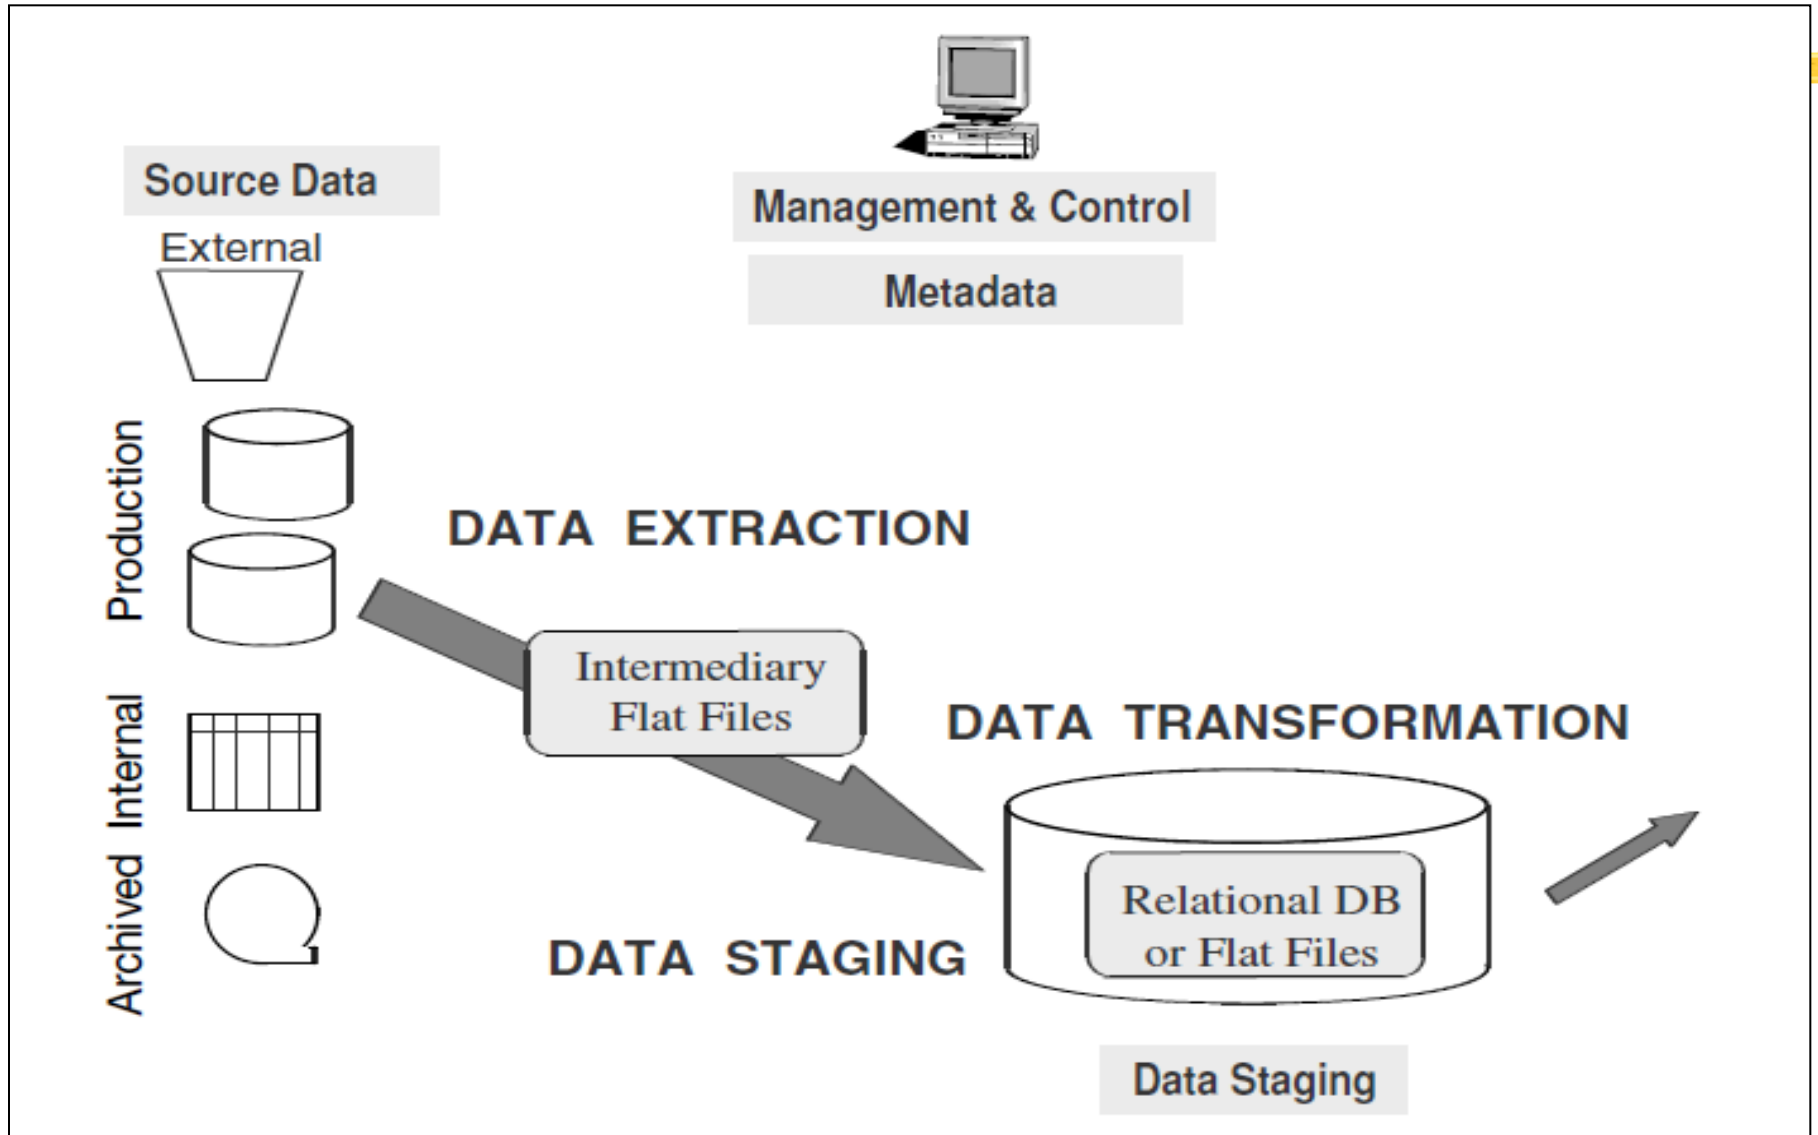 Source Data
External
Production
Internal
Archived
Management & Control
Metadata
DATA EXTRACTION
Intermediary
Flat Files
DATA TRANSFORMATION
Relational DB
or Flat Files
DATA STAGING
Data Staging